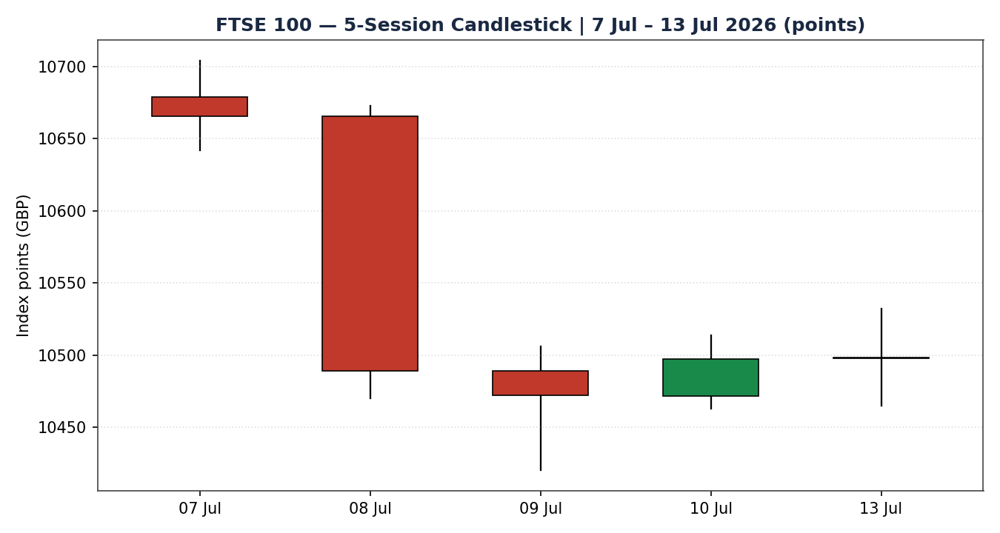 FTSE 100 — 5-Session Candlestick | 7 Jul – 13 Jul 2026 (points)
Index points (GBP)
10700
10650
10600
10550
10500
10450
07 Jul
08 Jul
09 Jul
10 Jul
13 Jul